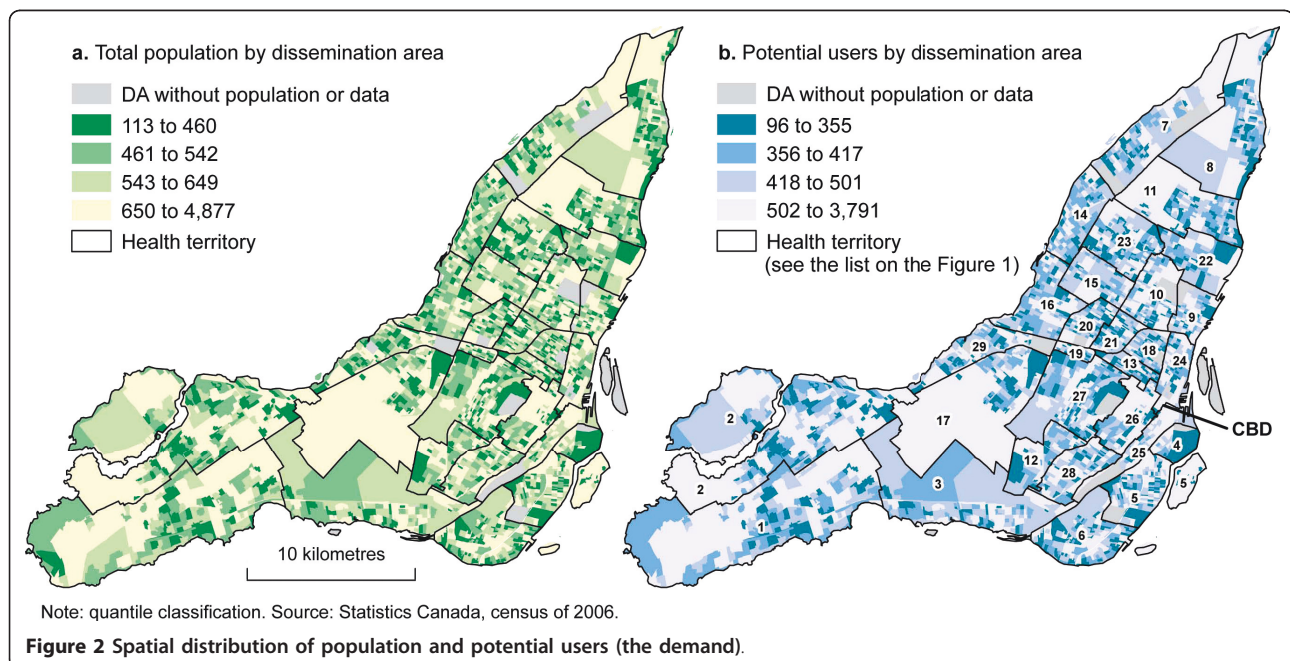 a. Total population by dissemination area
DA without population or data
113 to 460
461 to 542
543 to 649
650 to 4,877
Health territory
10 kilometres
b. Potential users by dissemination area
DA without population or data
96 to 355
356 to 417
418 to 501
502 to 3,791
Health territory
(see the list on the Figure 1)
7
8
11
14
23
22
15
10
16
9
20
29
21
18
19
24
13
27
2
17
26
CBD
4
25
12
28
3
2
5
5
1
6
Note: quantile classification. Source: Statistics Canada, census of 2006.
Figure 2 Spatial distribution of population and potential users (the demand).